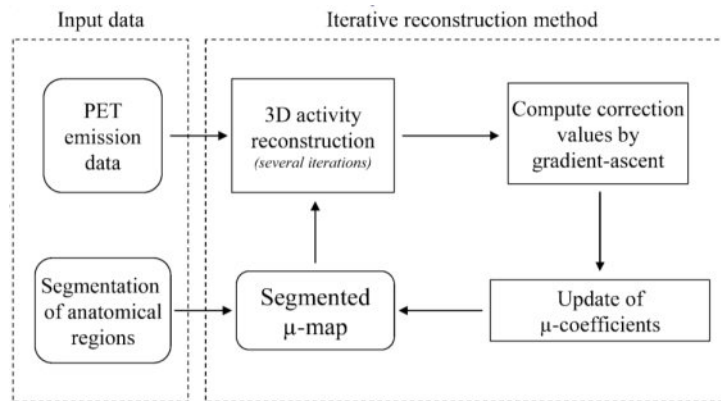 Input data
Iterative reconstruction method
PET
emission
data
3D activity
reconstruction
(several iterations)
Compute correction
values by
gradient-ascent
Segmentation
of anatomical
regions
Segmented
μ-map
Update of
μ-coefficients